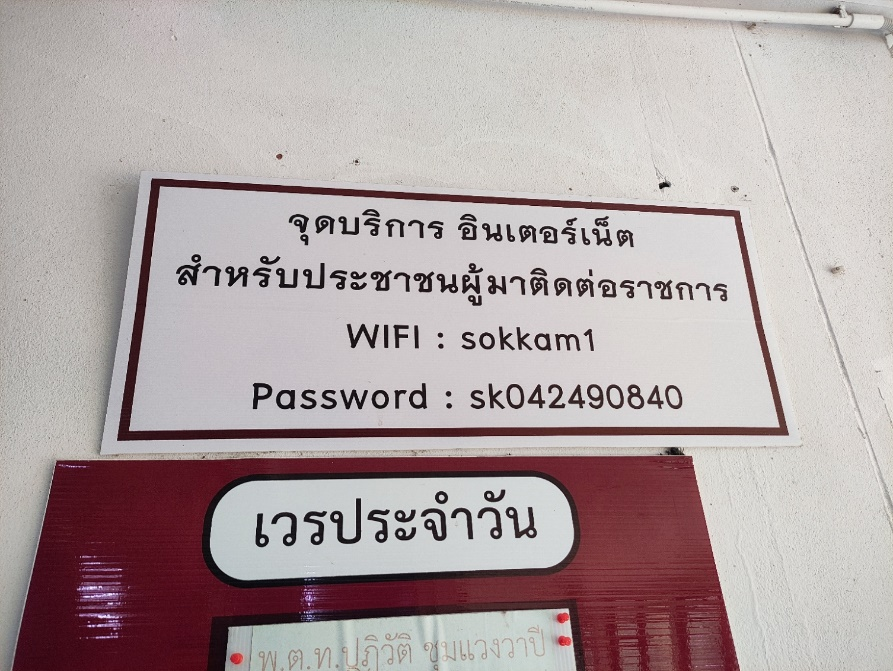 จุดบริการ อินเตอร์เน็ต
สำหรับประชาชนผู้มาติดต่อราชการ
WIFI : sokkam1
Password : sk042490840
เวรประจำวัน
พ.ต.ท.ปฏิวัติ ชุมแวงวาปี